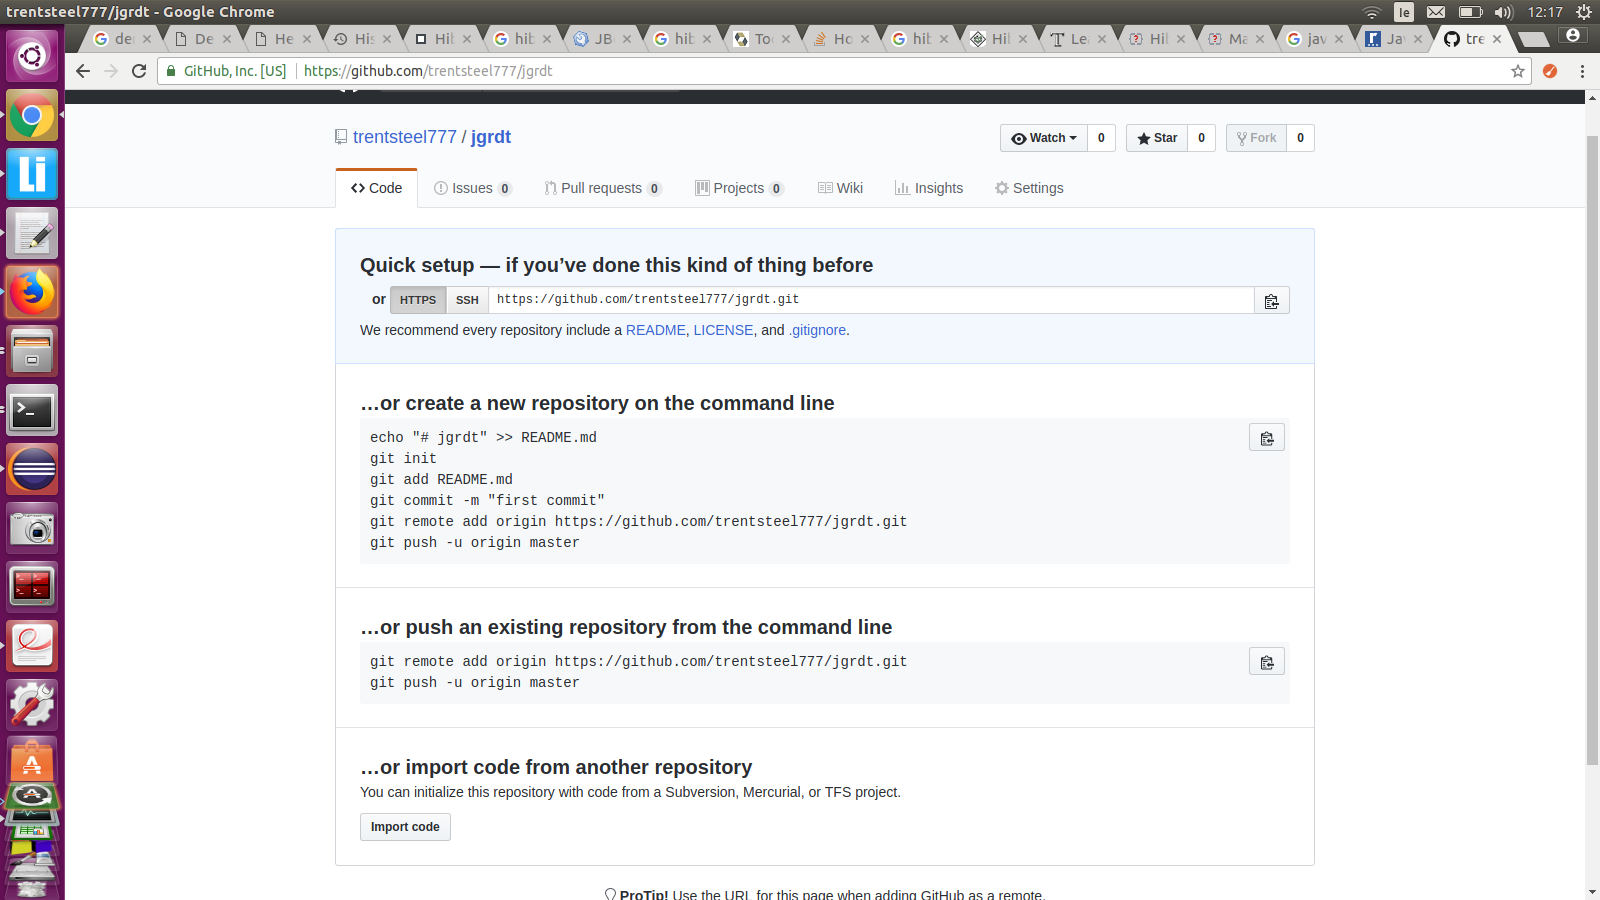 trentsteel777/jgrdt - Google Chrome
Ie
12:17
de
De
He
His
Hib
hib
JB
hib
To
Ho
hib
Hil
Le
Hil
Ma
jav
Jav
tre
GitHub, Inc. [US]
https://github.com/trentsteel777/jgrdt
trentsteel777 / jgrdt
Watch 0
Star 0
Fork 0
Code
Issues 0
Pull requests 0
Projects 0
Wiki
Insights
Settings
Quick setup — if you’ve done this kind of thing before
or HTTPS SSH https://github.com/trentsteel777/jgrdt.git
We recommend every repository include a README, LICENSE, and .gitignore.
…or create a new repository on the command line
echo "# jgrdt" >> README.md
git init
git add README.md
git commit -m "first commit"
git remote add origin https://github.com/trentsteel777/jgrdt.git
git push -u origin master
…or push an existing repository from the command line
git remote add origin https://github.com/trentsteel777/jgrdt.git
git push -u origin master
…or import code from another repository
You can initialize this repository with code from a Subversion, Mercurial, or TFS project.
Import code
ProTip! Use the URL for this page when adding GitHub as a remote.